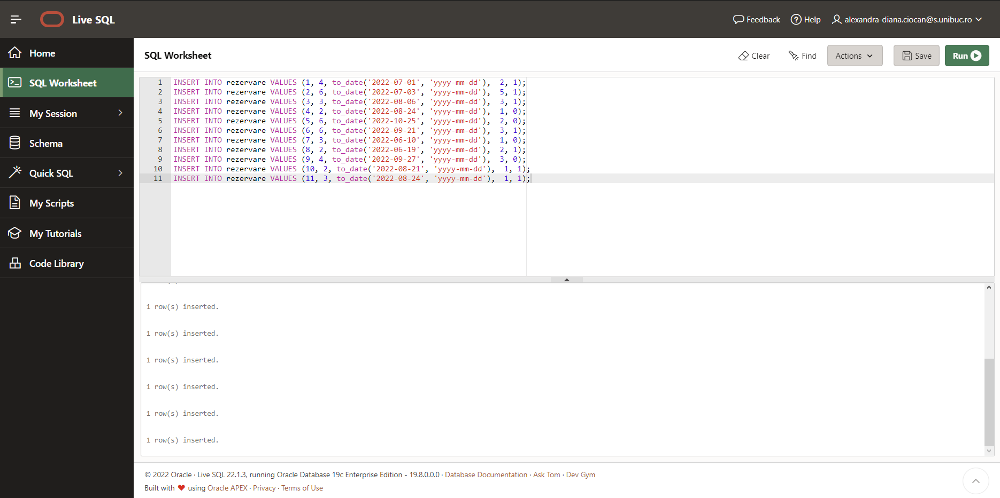 Live SQL
Feedback
Help
alexandra-diana.ciocan@s.unibuc.ro
Home
SQL Worksheet
My Session
Schema
Quick SQL
My Scripts
My Tutorials
Code Library
SQL Worksheet
Clear
Find
Actions
Save
Run
1 INSERT INTO rezervare VALUES (1, 4, to_date('2022-07-01', 'yyyy-mm-dd'),  2, 1);
2 INSERT INTO rezervare VALUES (2, 6, to_date('2022-07-03', 'yyyy-mm-dd'),  5, 1);
3 INSERT INTO rezervare VALUES (3, 3, to_date('2022-08-06', 'yyyy-mm-dd'),  3, 1);
4 INSERT INTO rezervare VALUES (4, 2, to_date('2022-08-24', 'yyyy-mm-dd'),  1, 0);
5 INSERT INTO rezervare VALUES (5, 6, to_date('2022-10-25', 'yyyy-mm-dd'),  2, 0);
6 INSERT INTO rezervare VALUES (6, 6, to_date('2022-09-21', 'yyyy-mm-dd'),  3, 1);
7 INSERT INTO rezervare VALUES (7, 3, to_date('2022-06-10', 'yyyy-mm-dd'),  1, 0);
8 INSERT INTO rezervare VALUES (8, 2, to_date('2022-06-19', 'yyyy-mm-dd'),  2, 1);
9 INSERT INTO rezervare VALUES (9, 4, to_date('2022-09-27', 'yyyy-mm-dd'),  3, 0);
10 INSERT INTO rezervare VALUES (10, 2, to_date('2022-08-21', 'yyyy-mm-dd'),  1, 1);
11 INSERT INTO rezervare VALUES (11, 3, to_date('2022-08-24', 'yyyy-mm-dd'),  1, 1);
1 row(s) inserted.
1 row(s) inserted.
1 row(s) inserted.
1 row(s) inserted.
1 row(s) inserted.
1 row(s) inserted.
© 2022 Oracle · Live SQL 22.1.3, running Oracle Database 19c Enterprise Edition - 19.8.0.0.0 · Database Documentation · Ask Tom · Dev Gym
Built with ❤ using Oracle APEX · Privacy · Terms of Use